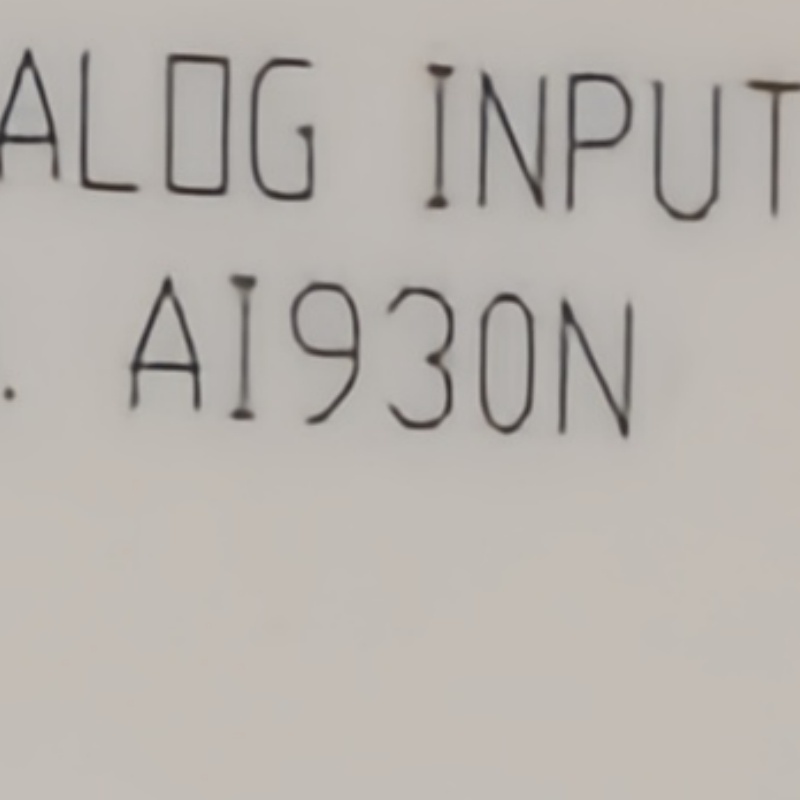 ALOG INPUT
. AI930N